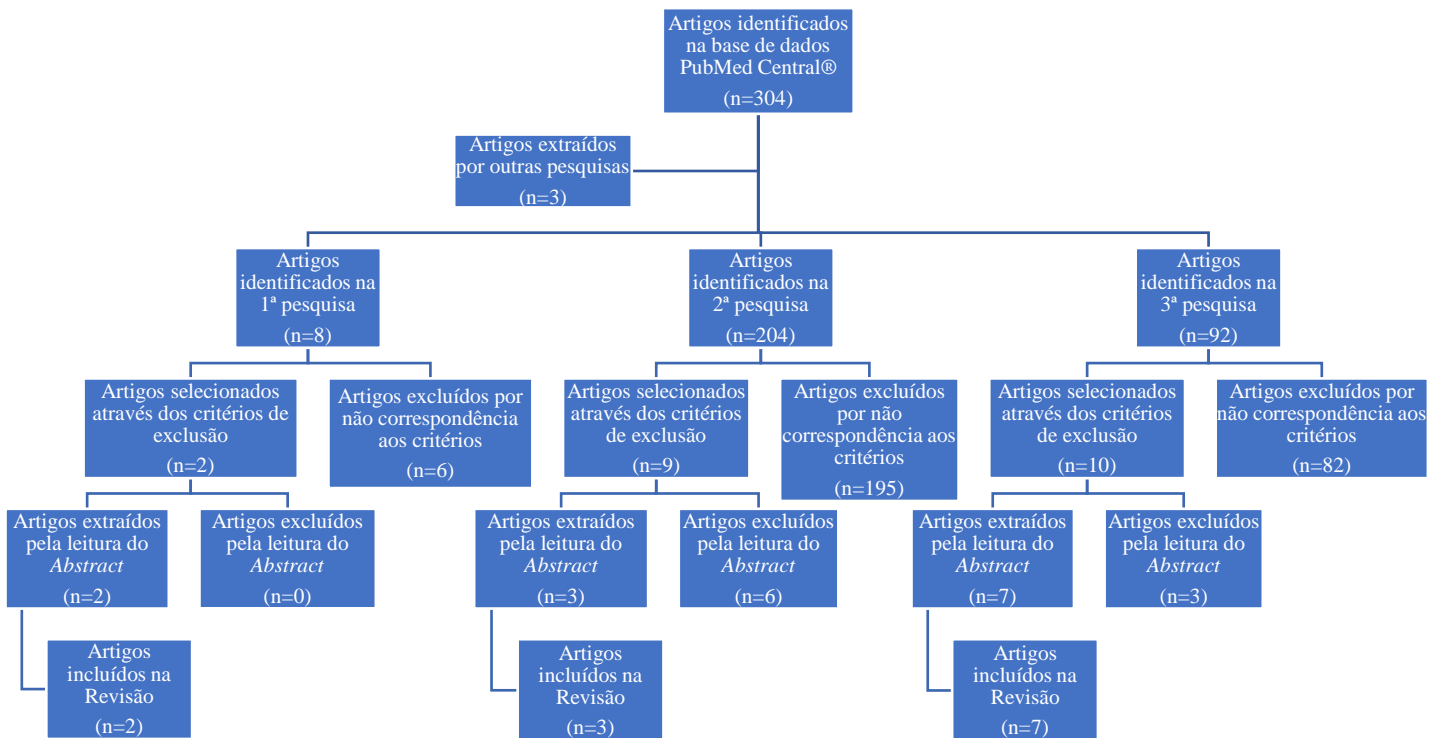 Artigos identificados
na base de dados
PubMed Central®
(n=304)
Artigos extraídos
por outras pesquisas
(n=3)
Artigos
identificados na
1ª pesquisa
(n=8)
Artigos
identificados na
2ª pesquisa
(n=204)
Artigos
identificados na
3ª pesquisa
(n=92)
Artigos selecionados
através dos critérios de
exclusão
(n=2)
Artigos excluídos por
não correspondência
aos critérios
(n=6)
Artigos selecionados
através dos critérios
de exclusão
(n=9)
Artigos excluídos
por não
correspondência aos
critérios
(n=195)
Artigos selecionados
através dos critérios
de exclusão
(n=10)
Artigos excluídos por
não correspondência aos
critérios
(n=82)
Artigos extraídos
pela leitura do
Abstract
(n=2)
Artigos excluídos
pela leitura do
Abstract
(n=0)
Artigos extraídos
pela leitura do
Abstract
(n=3)
Artigos excluídos
pela leitura do
Abstract
(n=6)
Artigos extraídos
pela leitura do
Abstract
(n=7)
Artigos excluídos
pela leitura do
Abstract
(n=3)
Artigos
incluídos na
Revisão
(n=2)
Artigos
incluídos na
Revisão
(n=3)
Artigos
incluídos na
Revisão
(n=7)